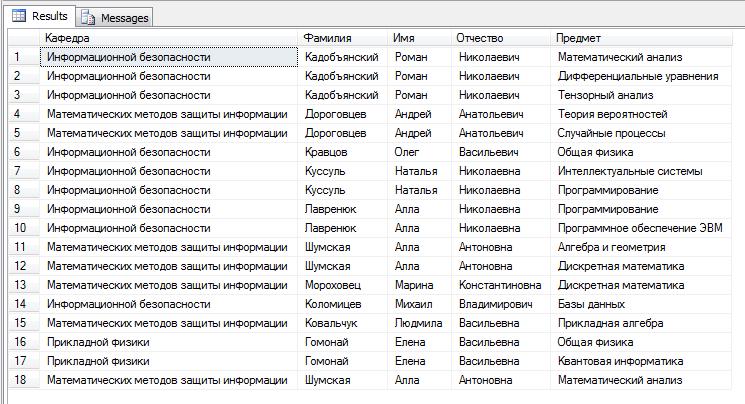 Results Messages
Кафедра Фамилия Имя Отчество Предмет
1 Информационной безопасности Кадобъянский Роман Николаевич Математический анализ
2 Информационной безопасности Кадобъянский Роман Николаевич Дифференциальные уравнения
3 Информационной безопасности Кадобъянский Роман Николаевич Тензорный анализ
4 Математических методов защиты информации Дороговцев Андрей Анатольевич Теория вероятностей
5 Математических методов защиты информации Дороговцев Андрей Анатольевич Случайные процессы
6 Информационной безопасности Кравцов Олег Васильевич Общая физика
7 Информационной безопасности Куссуль Наталья Николаевна Интеллектуальные системы
8 Информационной безопасности Куссуль Наталья Николаевна Программирование
9 Информационной безопасности Лавренюк Алла Николаевна Программирование
10 Информационной безопасности Лавренюк Алла Николаевна Программное обеспечение ЭВМ
11 Математических методов защиты информации Шумская Алла Антоновна Алгебра и геометрия
12 Математических методов защиты информации Шумская Алла Антоновна Дискретная математика
13 Математических методов защиты информации Мороховец Марина Константиновна Дискретная математика
14 Информационной безопасности Коломицев Михаил Владимирович Базы данных
15 Математических методов защиты информации Ковальчук Людмила Васильевна Прикладная алгебра
16 Прикладной физики Гомонай Елена Васильевна Общая физика
17 Прикладной физики Гомонай Елена Васильевна Квантовая информатика
18 Математических методов защиты информации Шумская Алла Антоновна Математический анализ